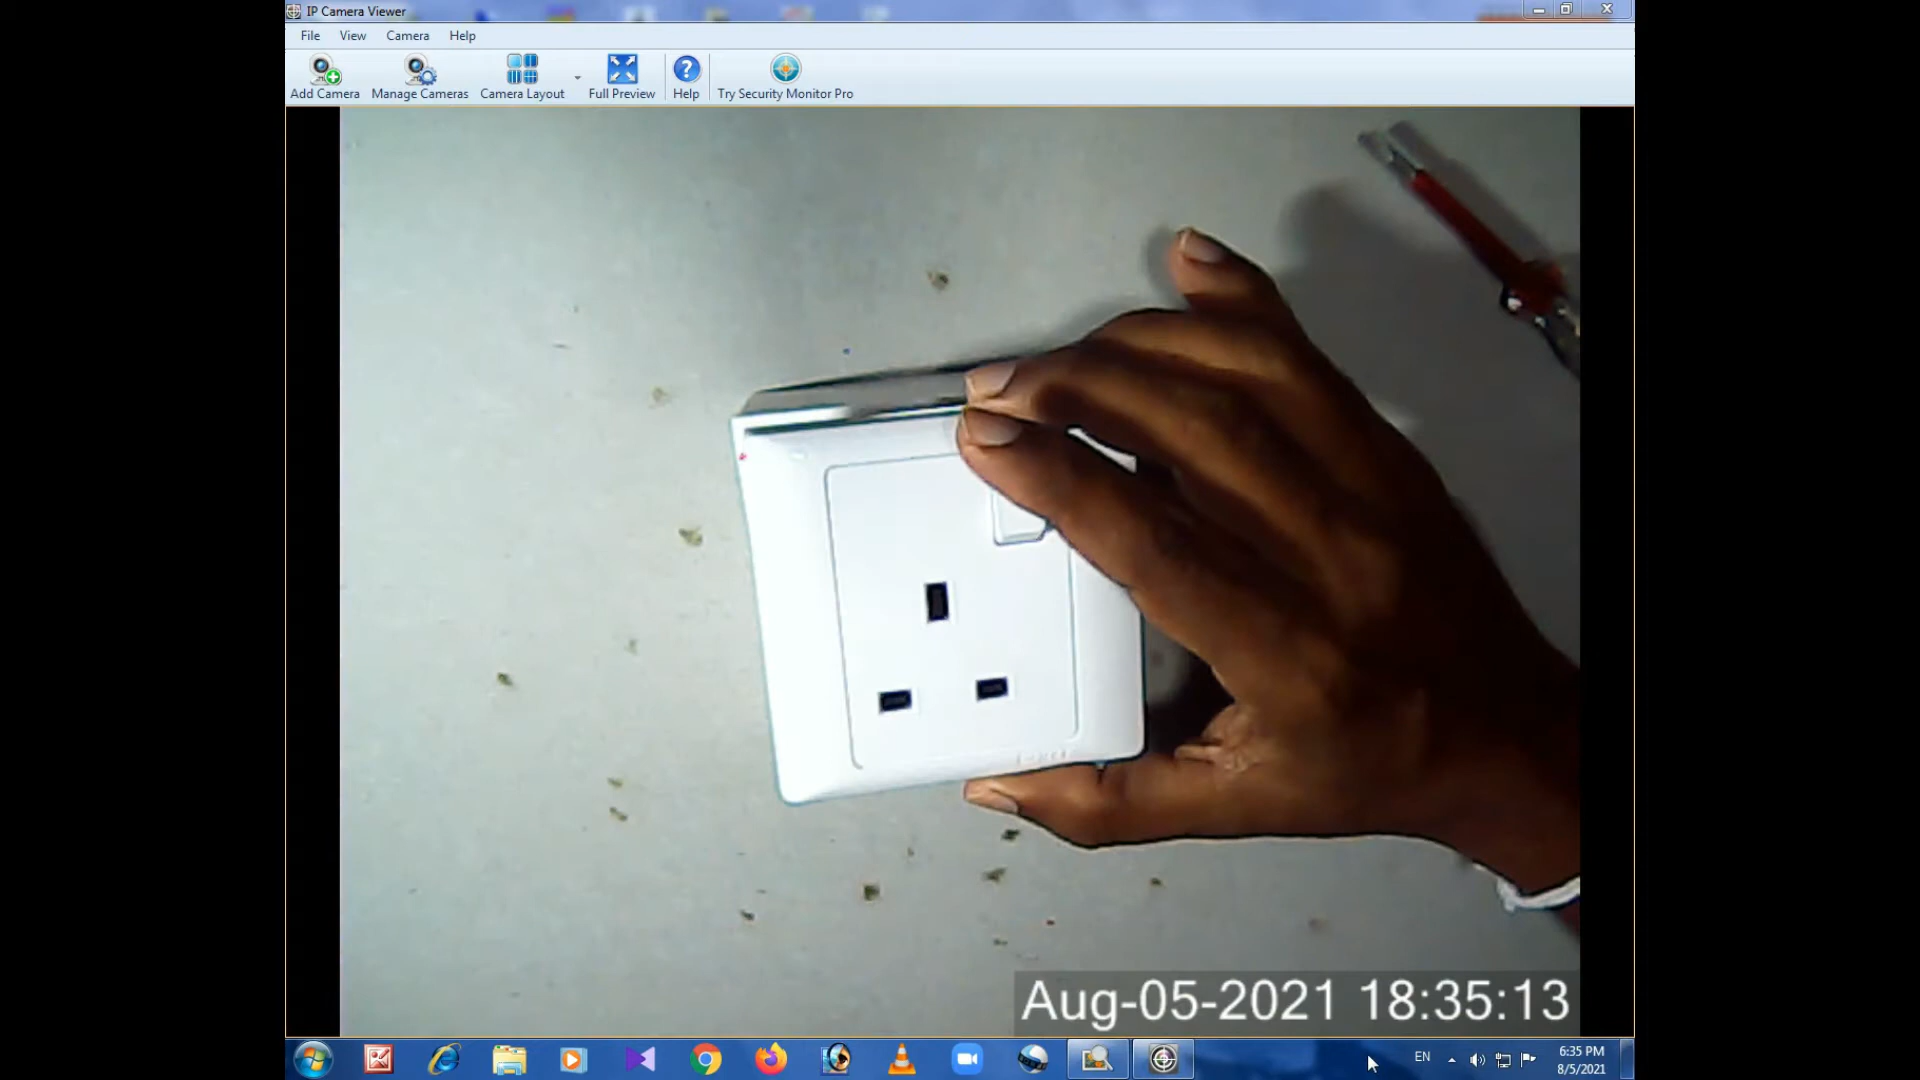 IP Camera Viewer
File View Camera Help
Add Camera Manage Cameras Camera Layout Full Preview Help Try Security Monitor Pro
Aug-05-2021 18:35:13
EN 6:35 PM
8/5/2021